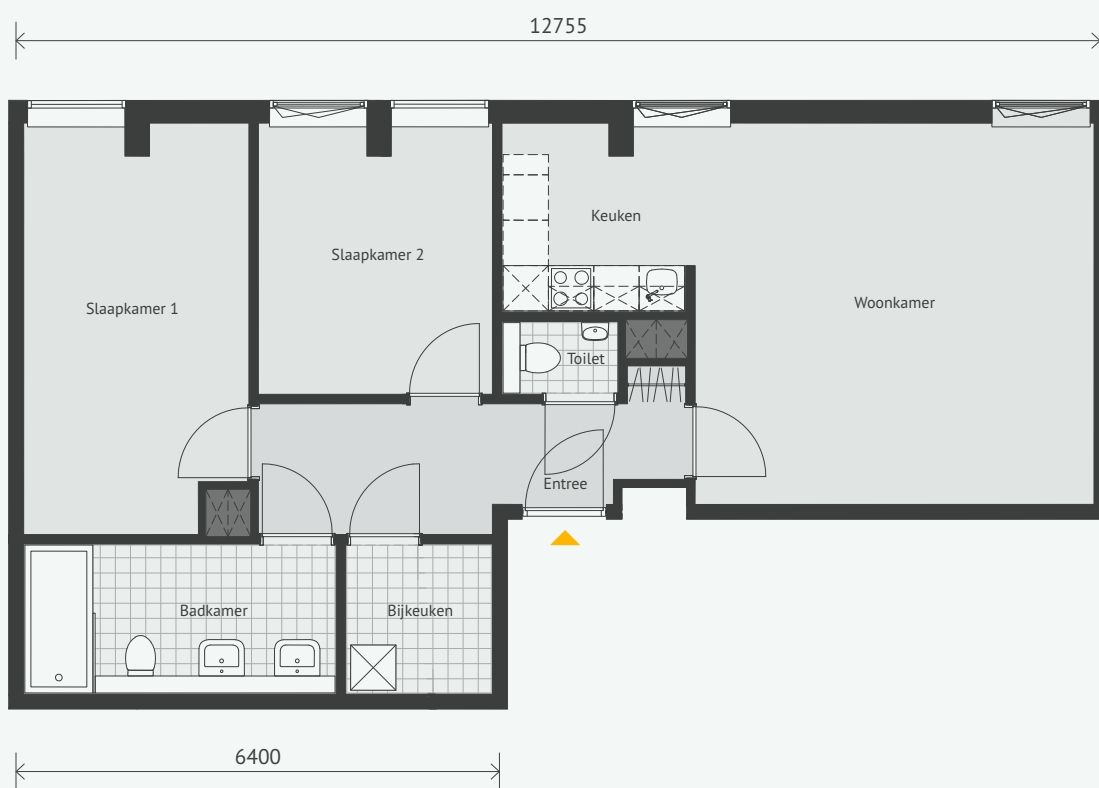 12755
Keuken
Slaapkamer 2
Slaapkamer 1
Woonkamer
Toilet
Entree
Badkamer
Bijkeuken
6400